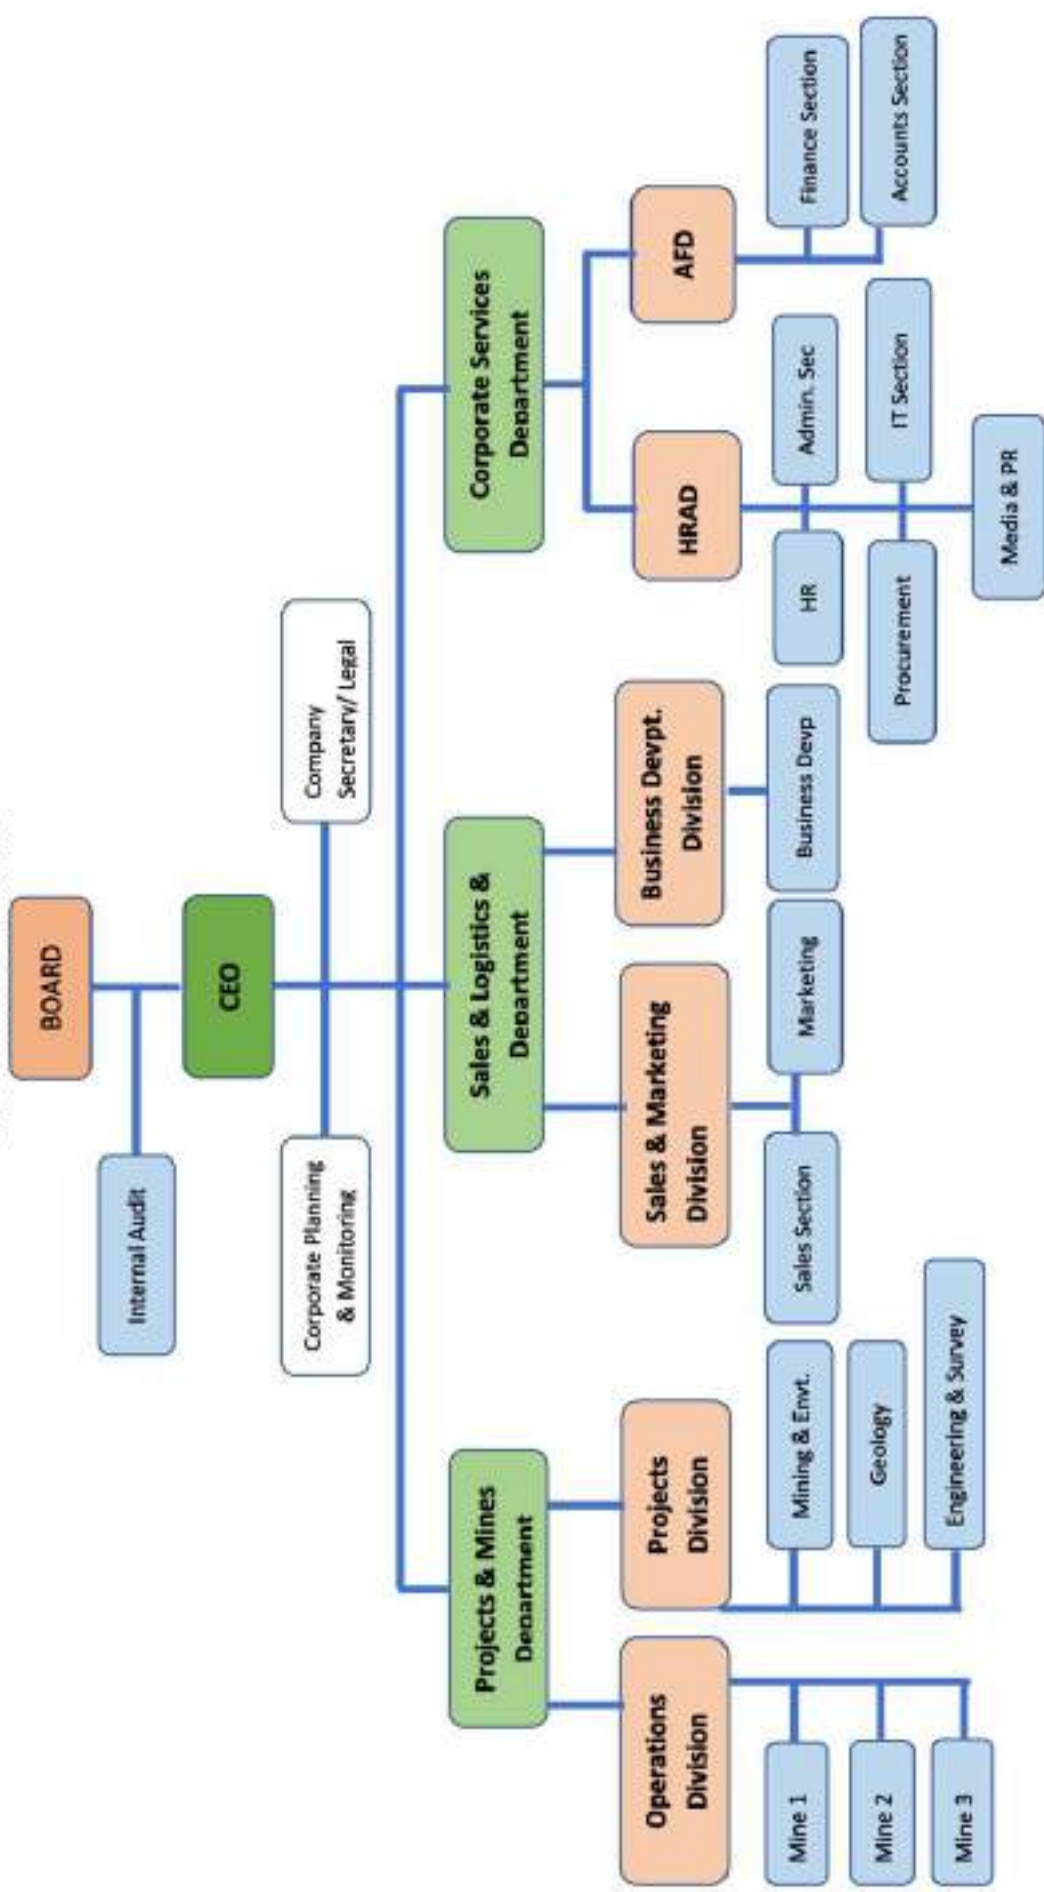 BOARD
Internal Audit
CEO
Corporate Planning
& Monitoring
Company
Secretary/ Legal
Projects & Mines
Department
Sales & Logistics &
Department
Corporate Services
Department
Operations
Division
Projects
Division
Sales & Marketing
Division
Business Devpt.
Division
HRAD
AFD
Mine 1
Mine 2
Mine 3
Mining & Envt.
Geology
Engineering & Survey
Sales Section
Marketing
Business Devp
HR
Admin. Sec
Procurement
IT Section
Media & PR
Finance Section
Accounts Section